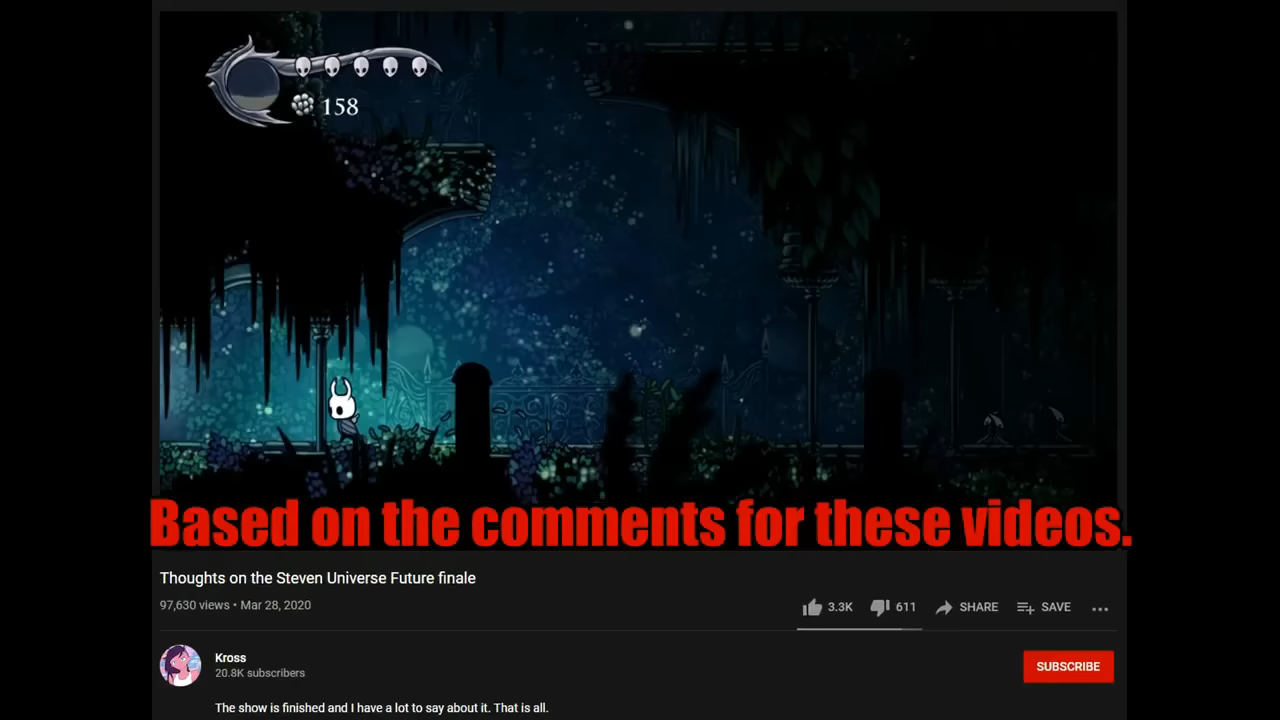 158
Based on the comments for these videos.
Thoughts on the Steven Universe Future finale
97,630 views • Mar 28, 2020
3.3K 611 SHARE SAVE ...
Kross
20.8K subscribers
SUBSCRIBE
The show is finished and I have a lot to say about it. That is all.